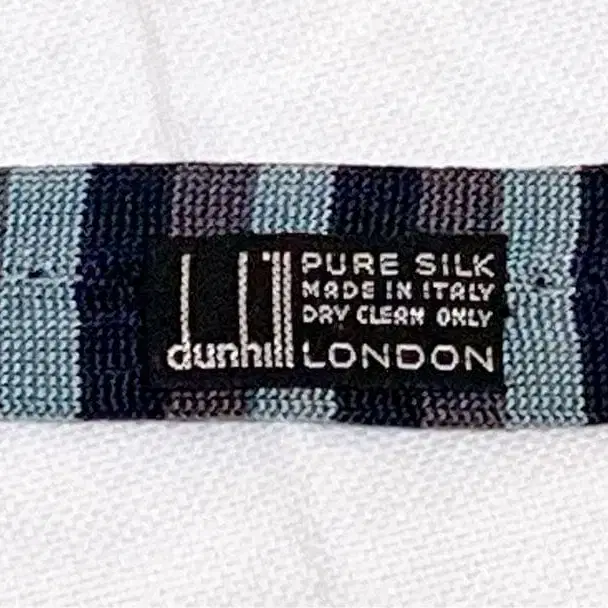 PURE SILK
MADE IN ITALY
DRY CLEAN ONLY
dunhill LONDON